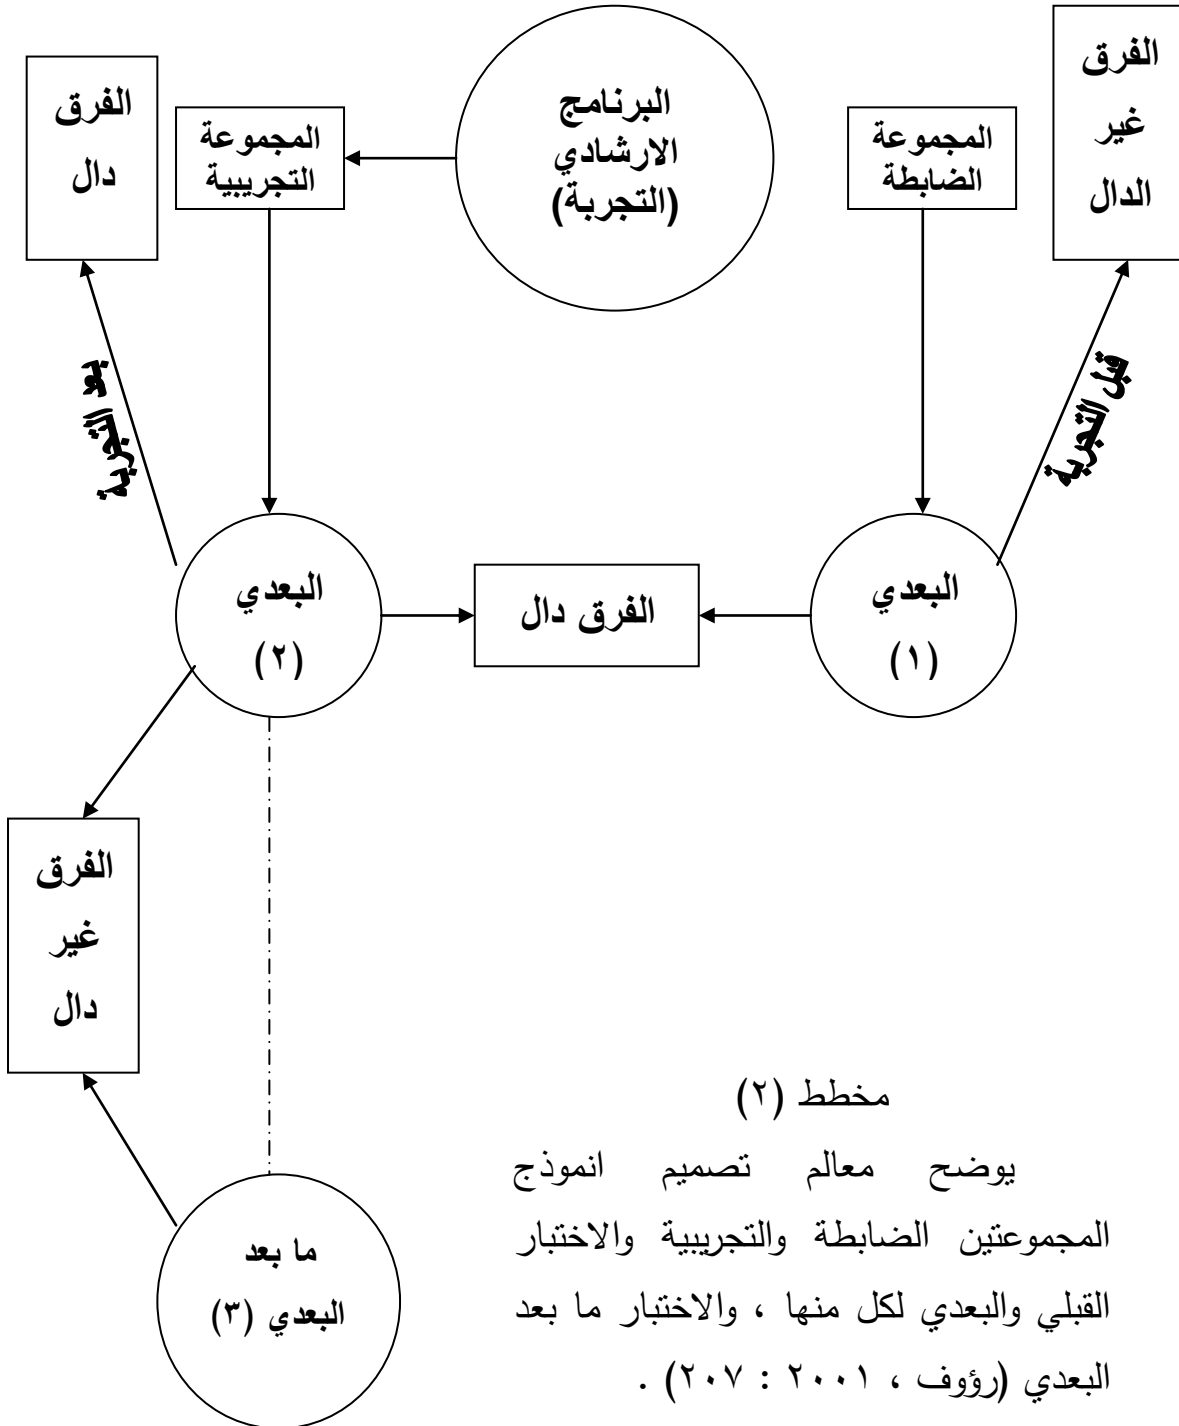 الفرق
غير
الدال
المجموعة
الضابطة
البرنامج
الارشادي
(التجربة)
المجموعة
التجريبية
الفرق
دال
قبل التجربة
بعد التجربة
البعدي
(١)
الفرق دال
البعدي
(٢)
الفرق
غير
دال
ما بعد
البعدي (٣)
مخطط (٢)
يوضح معالم تصميم انموذج
المجموعتين الضابطة والتجريبية والاختبار
القبلي والبعدي لكل منها ، والاختبار ما بعد
البعدي (رؤوف ، ٢٠٠١ : ٢٠٧) .